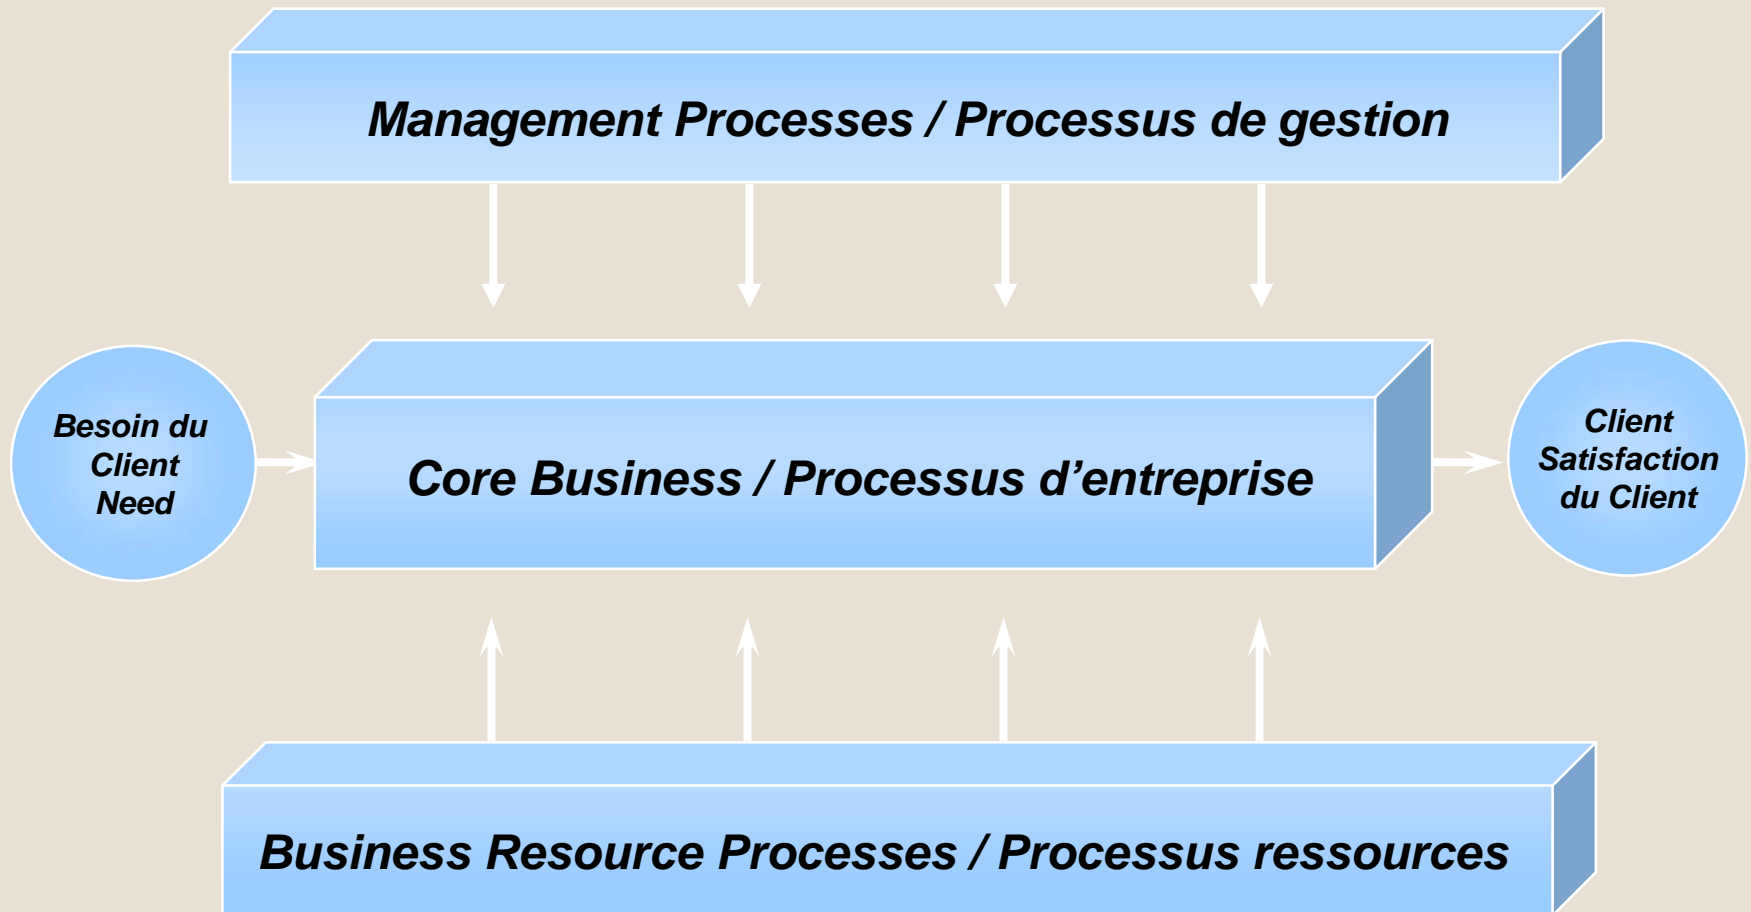 Management Processes / Processus de gestion
Besoin du
Client
Need
Core Business / Processus d’entreprise
Client
Satisfaction
du Client
Business Resource Processes / Processus ressources